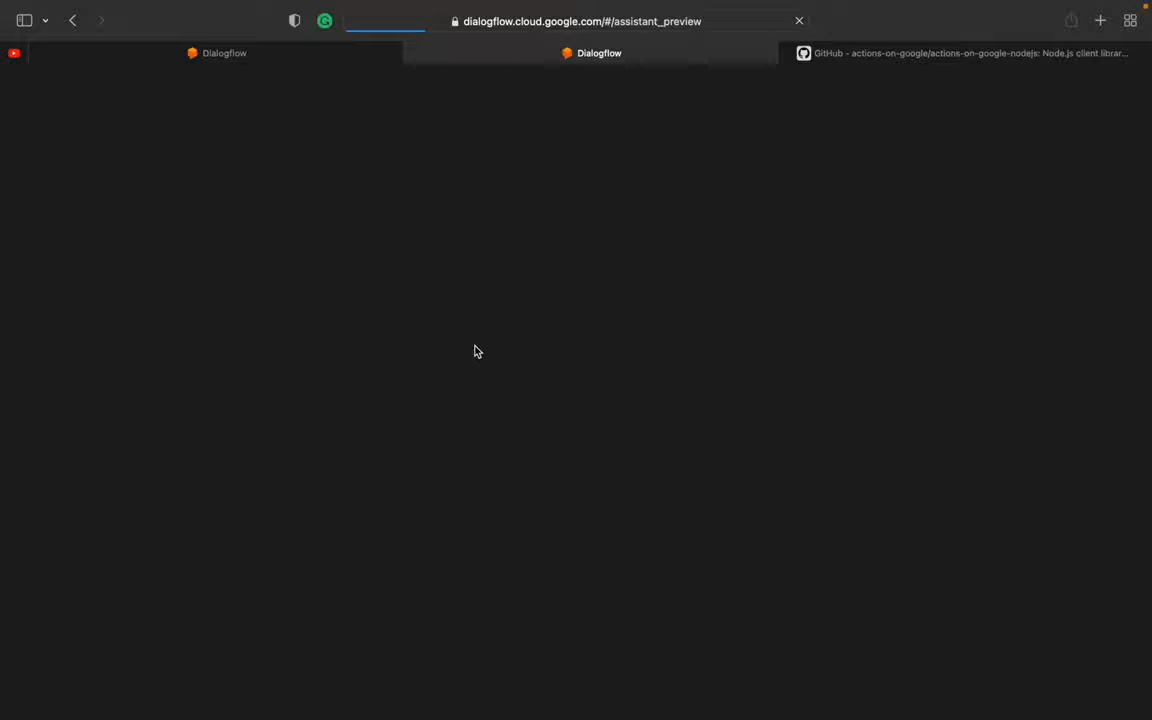 dialogflow.cloud.google.com/#/assistant_preview
Dialogflow
Dialogflow
GitHub - actions-on-google/actions-on-google-nodejs: Node.js client librar...